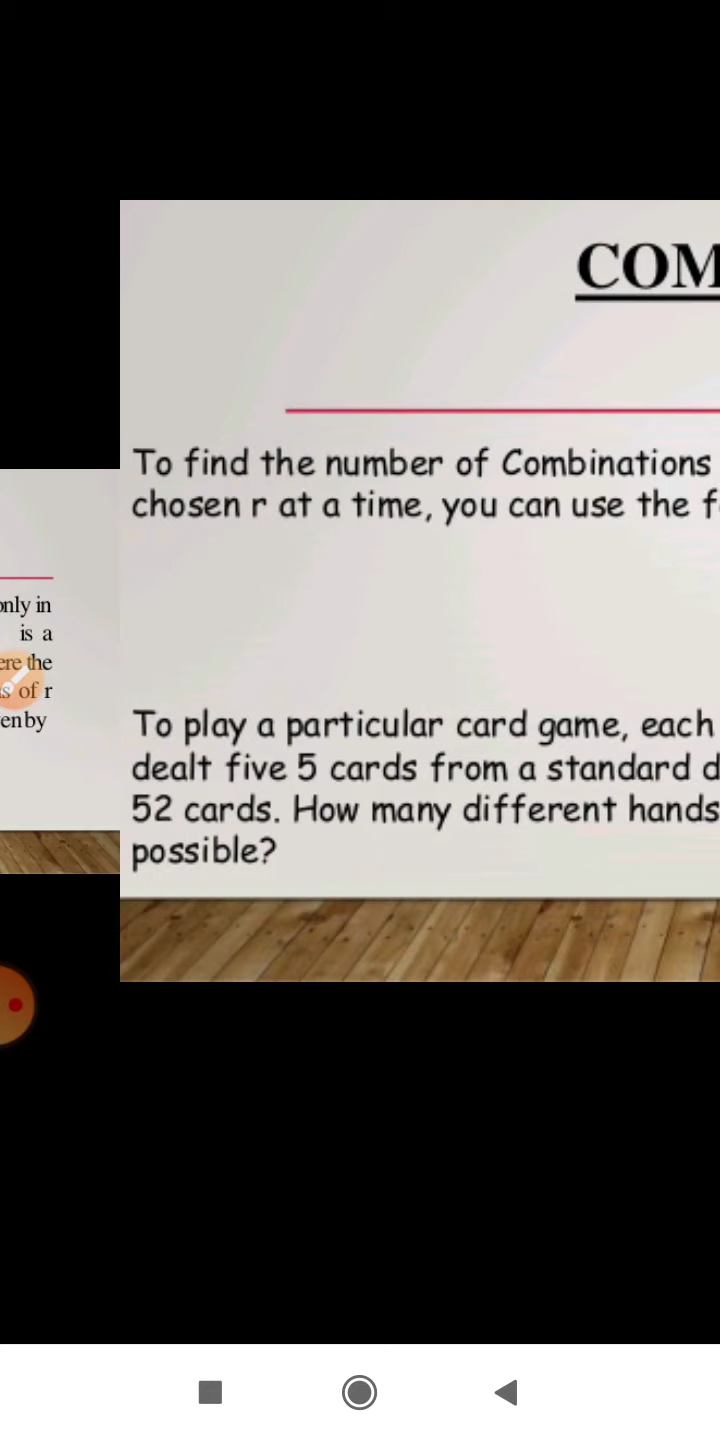 COM
To find the number of Combinations
chosen r at a time, you can use the
To play a particular card game, each
dealt five 5 cards from a standard d
52 cards. How many different hands
possible?
only in
is a
ere the
s of r
en by